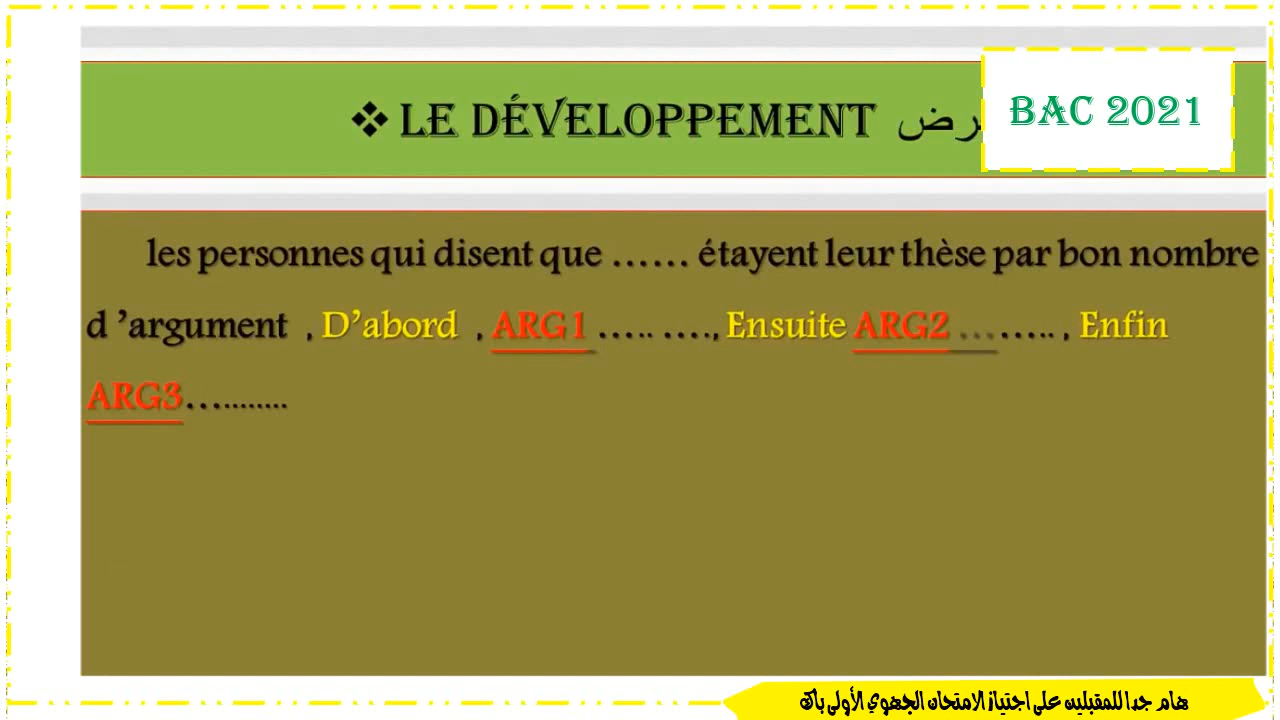 ❖ LE DÉVELOPPEMENT
BAC 2021
les personnes qui disent que …… étayent leur thèse par bon nombre
d ’argument , D’abord , ARG1 ….. …., Ensuite ARG2 ………. , Enfin
ARG3…........
هام جدا للمقبلين على اجتياز الامتحان الجهوي الأولى باك